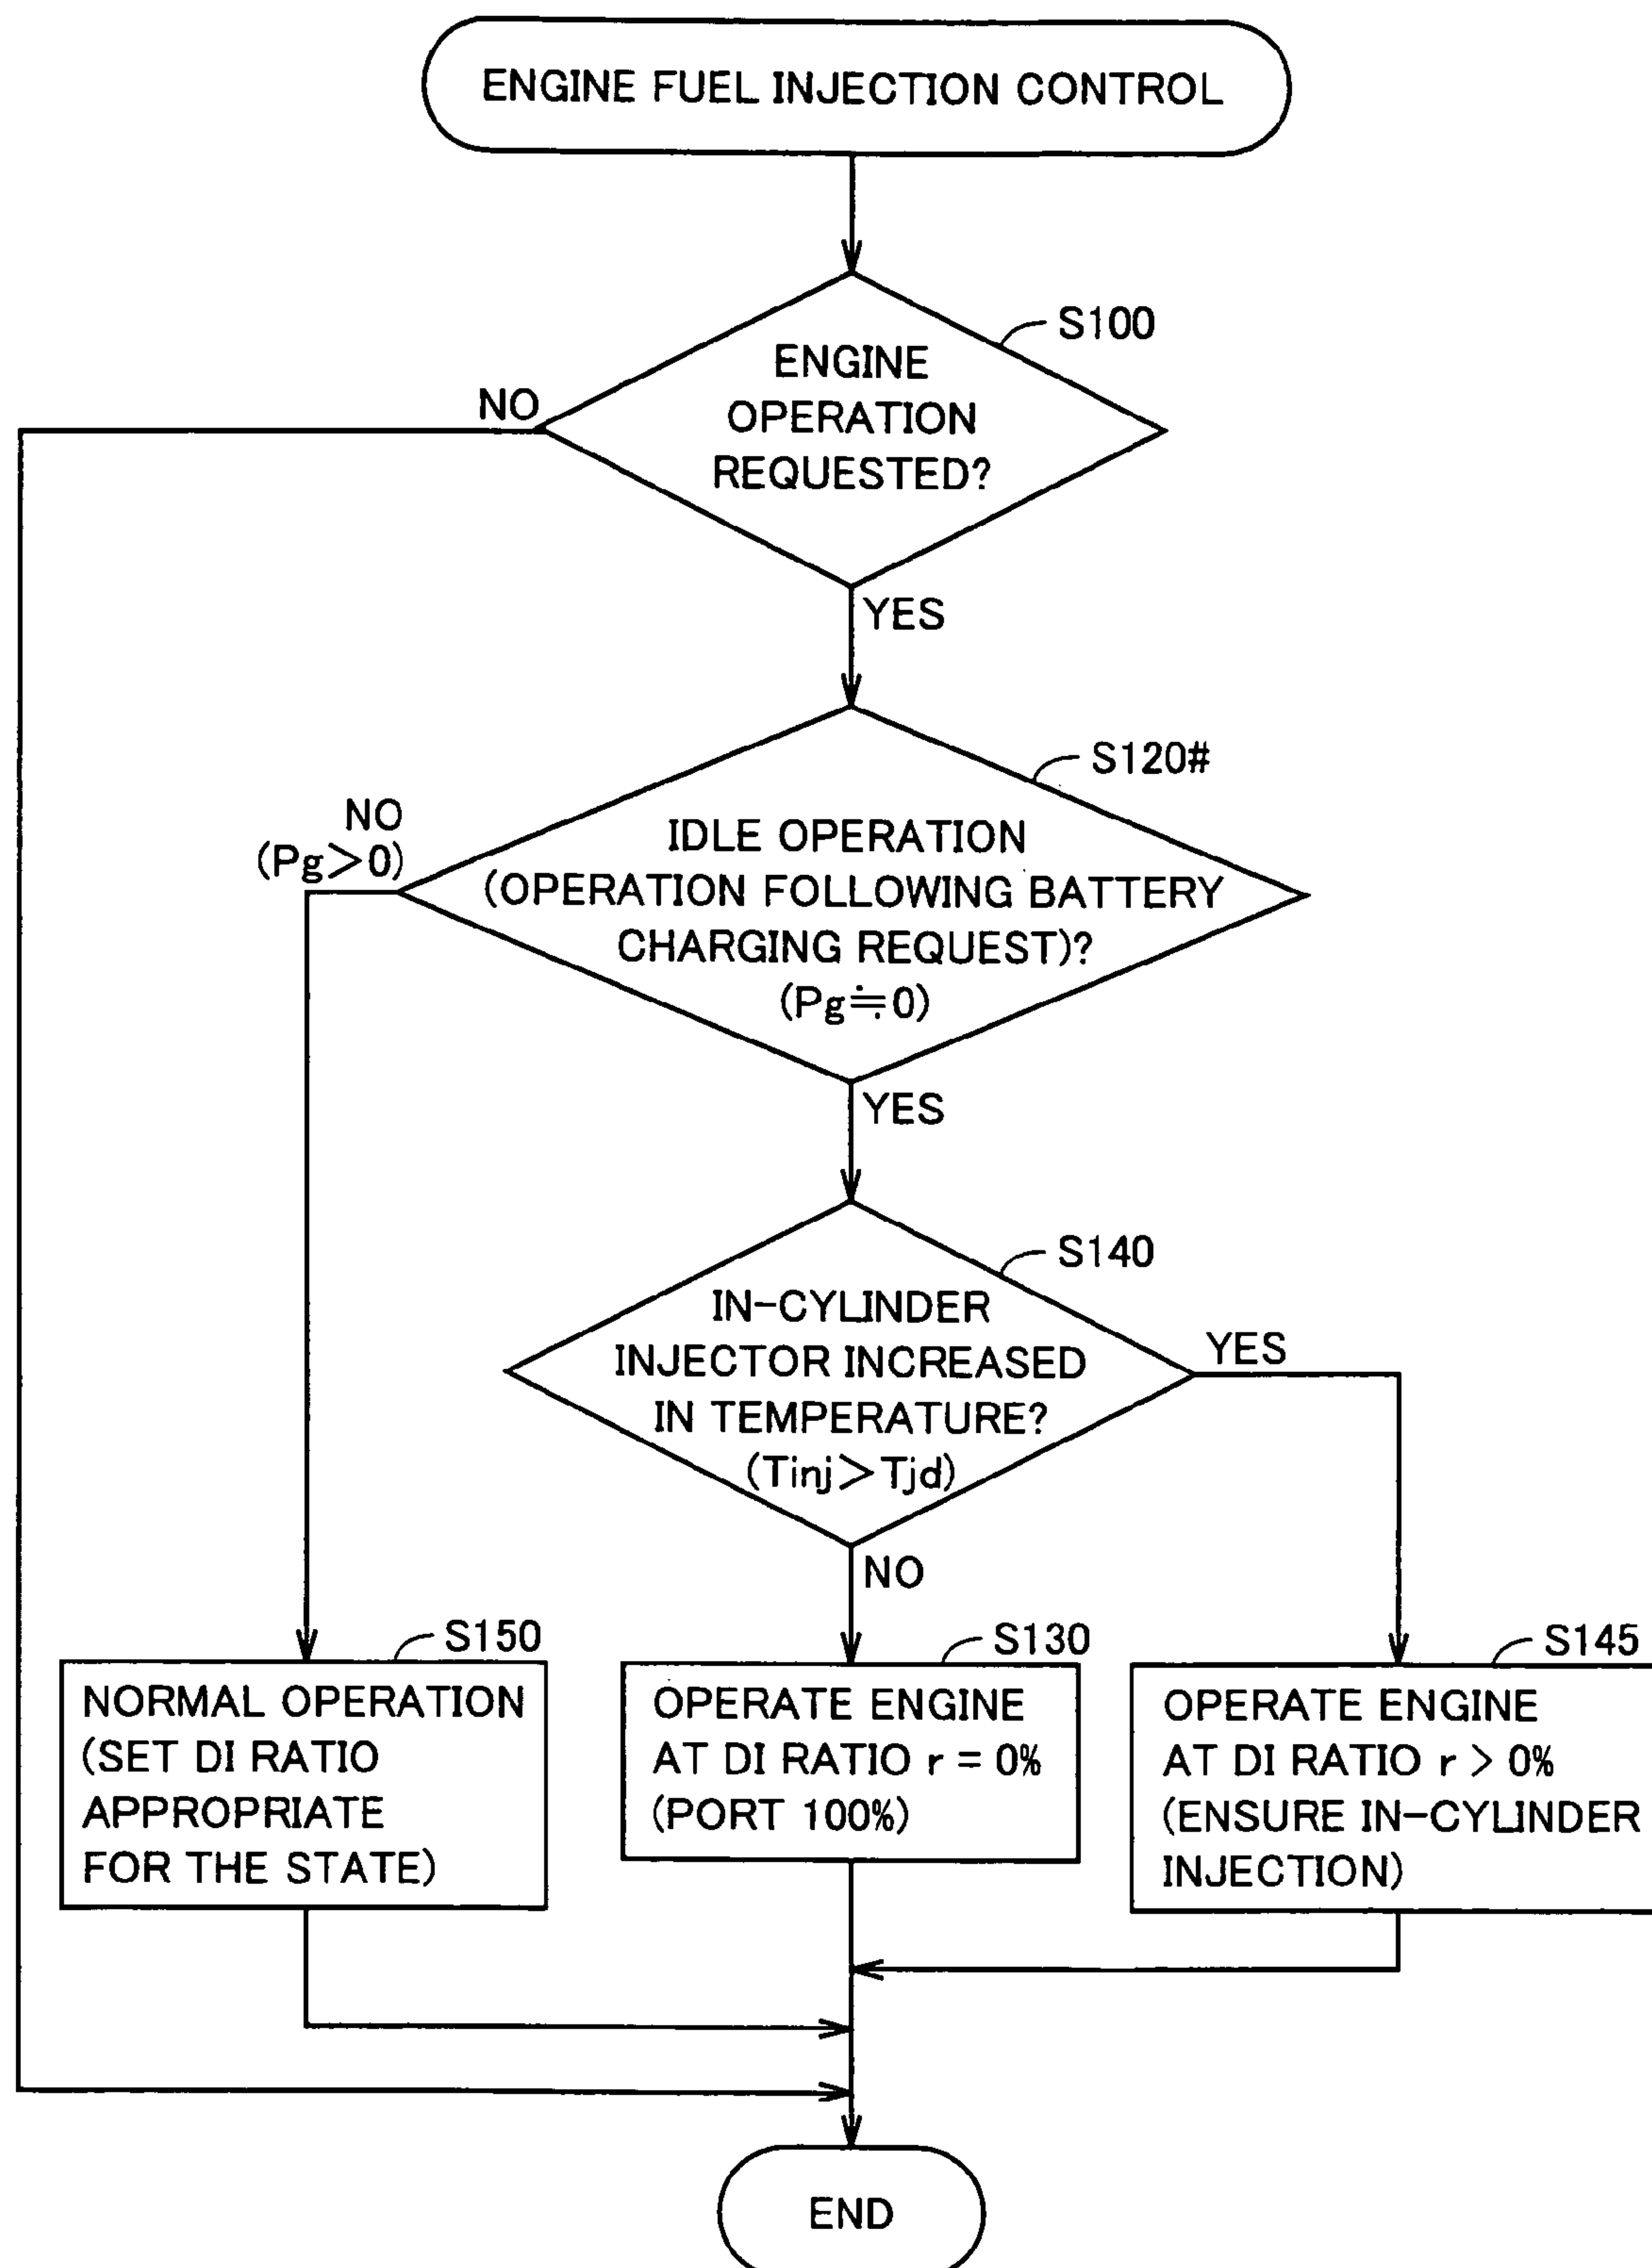 ENGINE FUEL INJECTION CONTROL
S100
ENGINE
OPERATION
REQUESTED?
NO
YES
S120#
NO
(Pg>0)
IDLE OPERATION
(OPERATION FOLLOWING BATTERY
CHARGING REQUEST)?
(Pg≒0)
YES
S140
IN-CYLINDER
INJECTOR INCREASED
IN TEMPERATURE?
(Tinj>Tjd)
YES
NO
S150
NORMAL OPERATION
(SET DI RATIO
APPROPRIATE
FOR THE STATE)
S130
OPERATE ENGINE
AT DI RATIO r = 0%
(PORT 100%)
S145
OPERATE ENGINE
AT DI RATIO r > 0%
(ENSURE IN-CYLINDER
INJECTION)
END